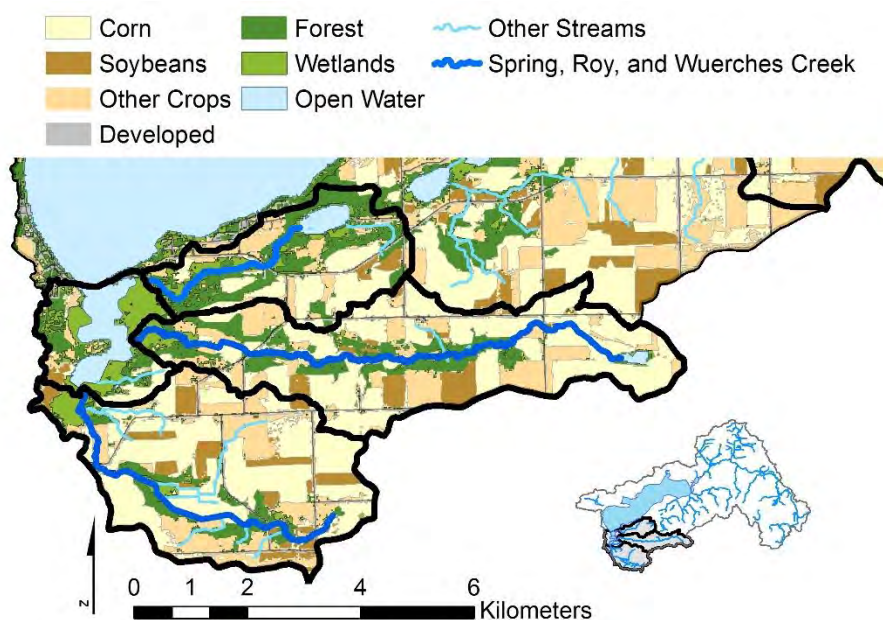 Corn
Forest
Other Streams
Soybeans
Wetlands
Spring, Roy, and Wuerches Creek
Other Crops
Open Water
Developed
z
0 1 2 4 6
Kilometers